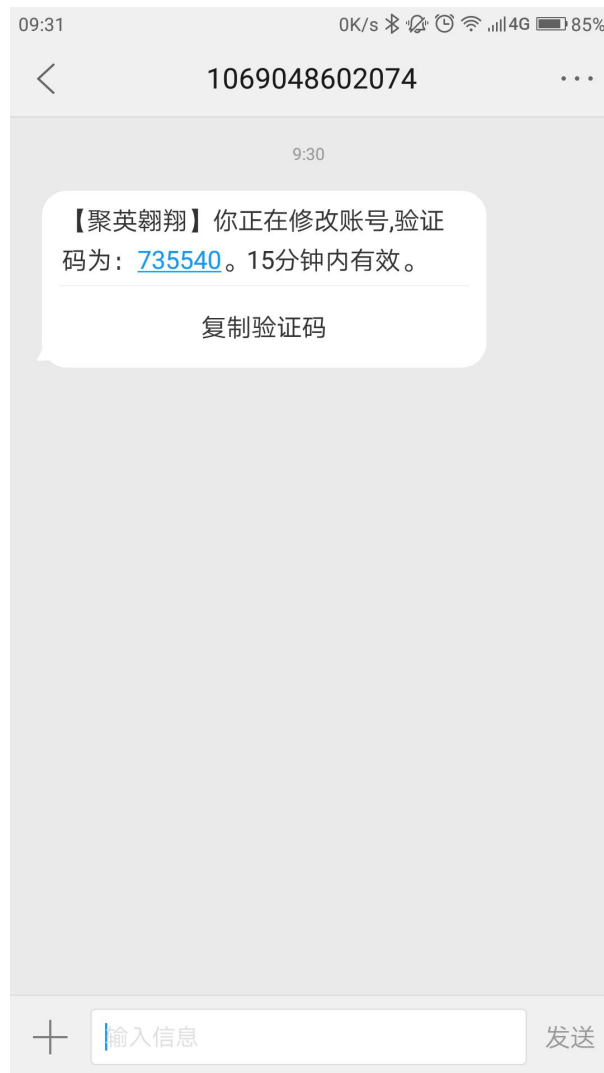 09:31 0K/s 4G 85%
1069048602074
9:30
【聚英翱翔】你正在修改账号,验证
码为：735540。15分钟内有效。
复制验证码
输入信息 发送